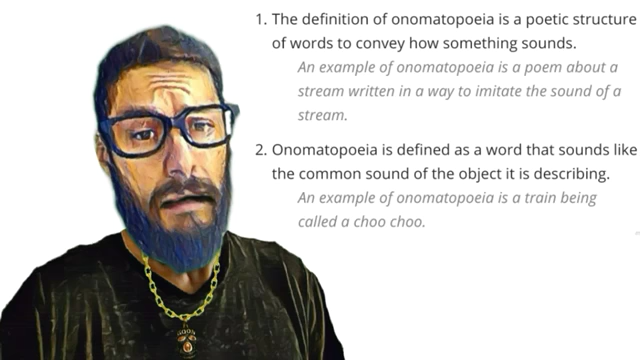 1. The definition of onomatopoeia is a poetic structure
of words to convey how something sounds.
An example of onomatopoeia is a poem about a
stream written in a way to imitate the sound of a
stream.
2. Onomatopoeia is defined as a word that sounds like
the common sound of the object it is describing.
An example of onomatopoeia is a train being
called a choo choo.